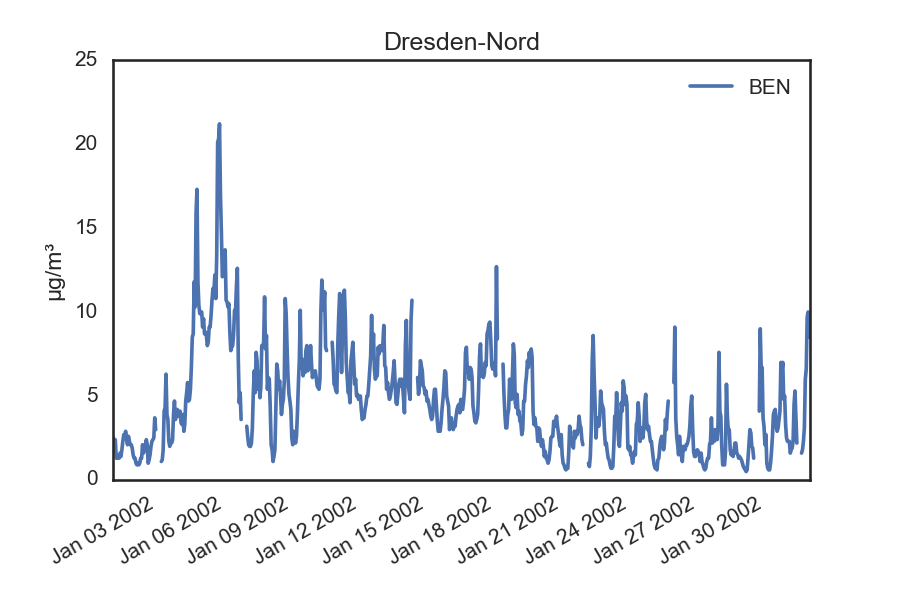 Dresden-Nord
BEN
µg/m³
25
20
15
10
5
0
Jan 03 2002
Jan 06 2002
Jan 09 2002
Jan 12 2002
Jan 15 2002
Jan 18 2002
Jan 21 2002
Jan 24 2002
Jan 27 2002
Jan 30 2002